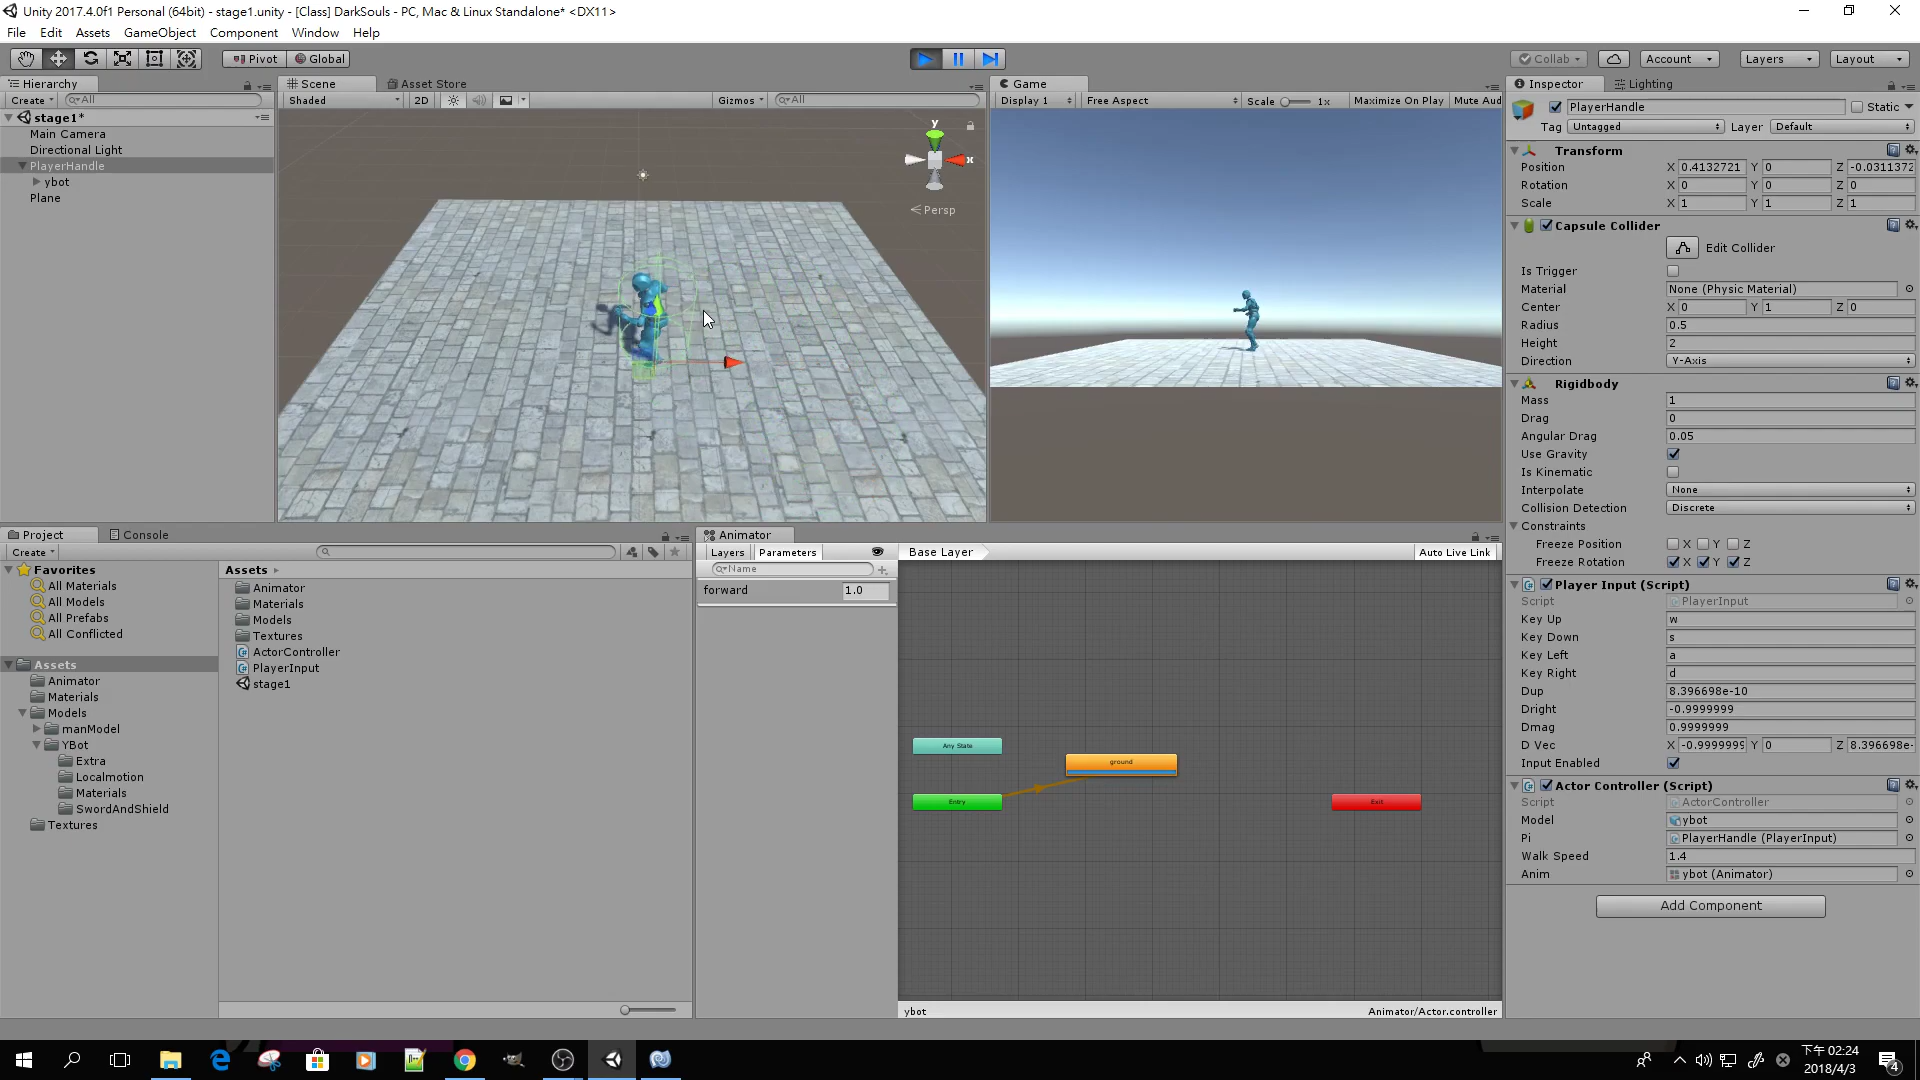 Unity 2017.4.0f1 Personal (64bit) - stage1.unity - [Class] DarkSouls - PC, Mac & Linux Standalone* <DX11>
File Edit Assets GameObject Component Window Help
Pivot Global Collab Account Layers Layout
Hierarchy
Create All
stage1*
Main Camera
Directional Light
PlayerHandle
ybot
Plane
Scene Asset Store
Shaded 2D Gizmos All
y
x
Persp
Game
Display 1 Free Aspect Scale 1x Maximize On Play Mute Aud
Inspector Lighting
PlayerHandle Static
Tag Untagged Layer Default
Transform
Position X 0.4132721 Y 0 Z -0.0311372
Rotation X 0 Y 0 Z 0
Scale X 1 Y 1 Z 1
Capsule Collider
Edit Collider
Is Trigger
Material None (Physic Material)
Center X 0 Y 1 Z 0
Radius 0.5
Height 2
Direction Y-Axis
Rigidbody
Mass 1
Drag 0
Angular Drag 0.05
Use Gravity
Is Kinematic
Interpolate None
Collision Detection Discrete
Constraints
Freeze Position X Y Z
Freeze Rotation X Y Z
Player Input (Script)
Script PlayerInput
Key Up w
Key Down s
Key Left a
Key Right d
Dup 8.396698e-10
Dright -0.9999999
Dmag 0.9999999
D Vec X -0.9999999 Y 0 Z 8.396698e-
Input Enabled
Actor Controller (Script)
Script ActorController
Model ybot
Pi PlayerHandle (PlayerInput)
Walk Speed 1.4
Anim ybot (Animator)
Add Component
Project Console
Create
Favorites
All Materials
All Models
All Prefabs
All Conflicted
Assets
Animator
Materials
Models
manModel
YBot
Extra
Localmotion
Materials
SwordAndShield
Textures
Assets
Animator
Materials
Models
Textures
ActorController
PlayerInput
stage1
Animator
Layers Parameters Base Layer Auto Live Link
Name
forward 1.0
Any State
ground
Entry
Exit
ybot Animator/Actor.controller
下午 02:24
2018/4/3
4